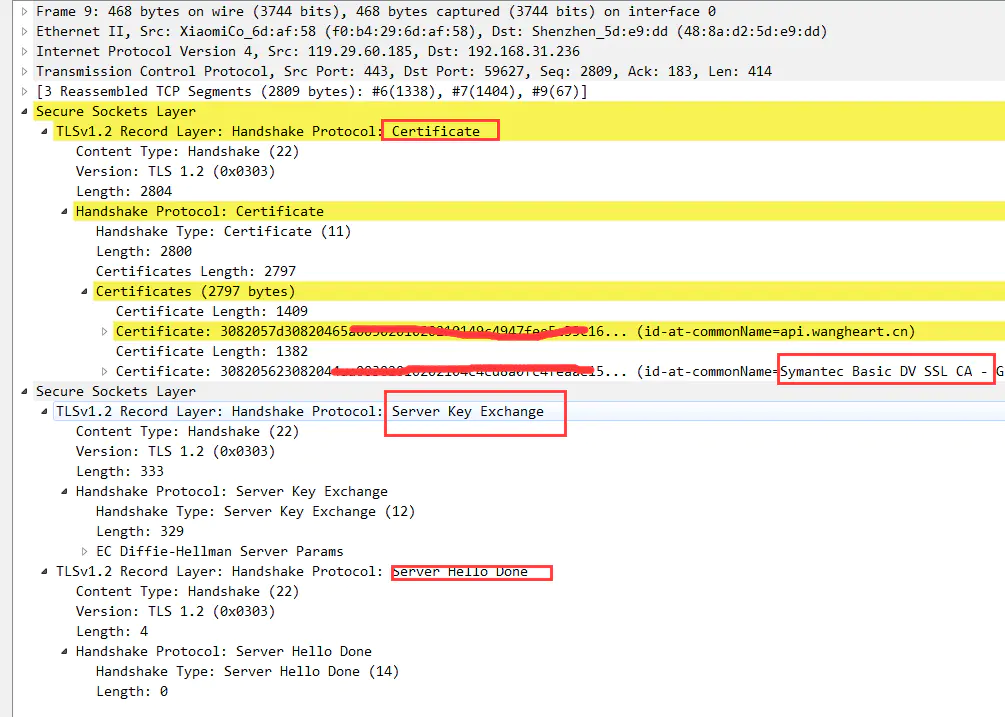 Frame 9: 468 bytes on wire (3744 bits), 468 bytes captured (3744 bits) on interface 0
Ethernet II, Src: XiaomiCo_6d:af:58 (f0:b4:29:6d:af:58), Dst: Shenzhen_5d:e9:dd (48:8a:d2:5d:e9:dd)
Internet Protocol Version 4, Src: 119.29.60.185, Dst: 192.168.31.236
Transmission Control Protocol, Src Port: 443, Dst Port: 59627, Seq: 2809, Ack: 183, Len: 414
[3 Reassembled TCP Segments (2809 bytes): #6(1338), #7(1404), #9(67)]
Secure Sockets Layer
TLSv1.2 Record Layer: Handshake Protocol: Certificate
Content Type: Handshake (22)
Version: TLS 1.2 (0x0303)
Length: 2804
Handshake Protocol: Certificate
Handshake Type: Certificate (11)
Length: 2800
Certificates Length: 2797
Certificates (2797 bytes)
Certificate Length: 1409
Certificate: (id-at-commonName=api.wangheart.cn)
Certificate Length: 1382
Certificate: (id-at-commonName=Symantec Basic DV SSL CA - G
Secure Sockets Layer
TLSv1.2 Record Layer: Handshake Protocol: Server Key Exchange
Content Type: Handshake (22)
Version: TLS 1.2 (0x0303)
Length: 333
Handshake Protocol: Server Key Exchange
Handshake Type: Server Key Exchange (12)
Length: 329
EC Diffie-Hellman Server Params
TLSv1.2 Record Layer: Handshake Protocol: Server Hello Done
Content Type: Handshake (22)
Version: TLS 1.2 (0x0303)
Length: 4
Handshake Protocol: Server Hello Done
Handshake Type: Server Hello Done (14)
Length: 0